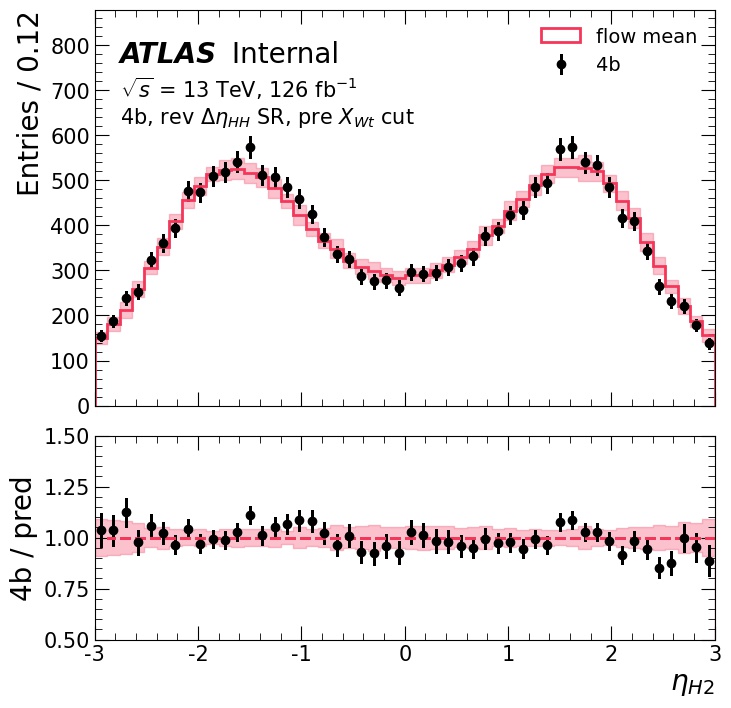 ATLAS Internal
√s = 13 TeV, 126 fb⁻¹
4b, rev Δη_HH SR, pre X_Wt cut
flow mean
4b
Entries / 0.12
800
700
600
500
400
300
200
100
0
4b / pred
1.50
1.25
1.00
0.75
0.50
-3 -2 -1 0 1 2 3
η_H2